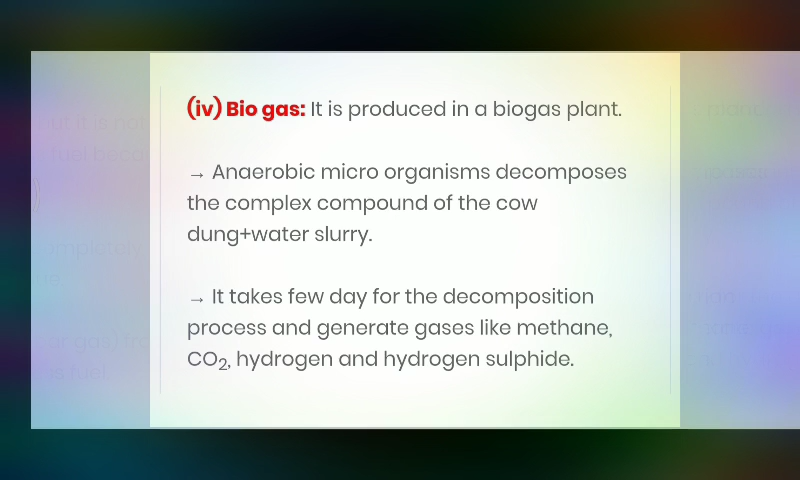 (iv) Bio gas: It is produced in a biogas plant.
→ Anaerobic micro organisms decomposes
the complex compound of the cow
dung+water slurry.
→ It takes few day for the decomposition
process and generate gases like methane,
CO₂, hydrogen and hydrogen sulphide.